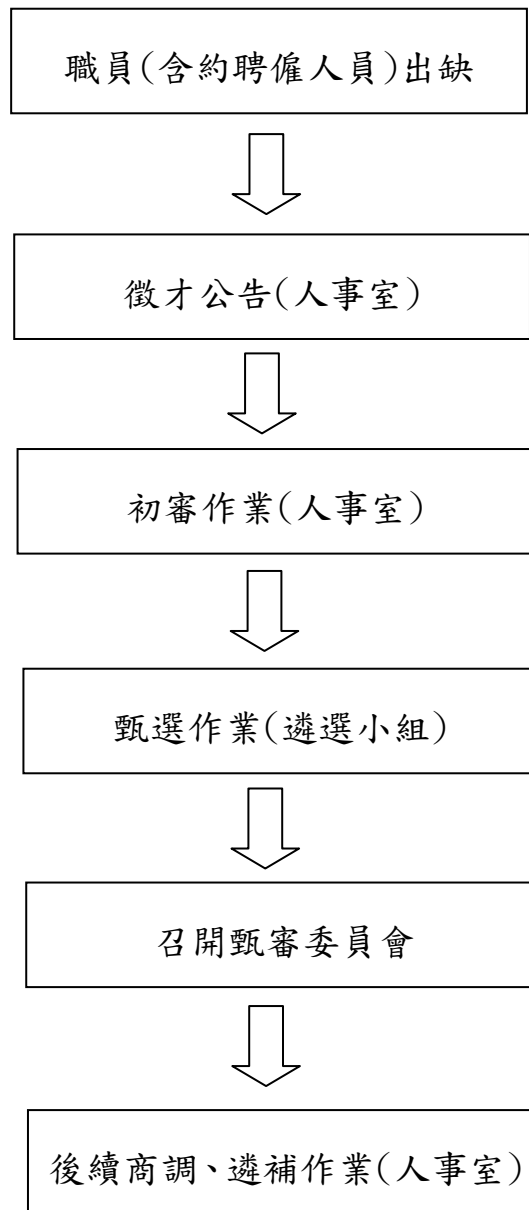 職員(含約聘僱人員)出缺
徵才公告(人事室)
初審作業(人事室)
甄選作業(遴選小組)
召開甄審委員會
後續商調、遴補作業(人事室)